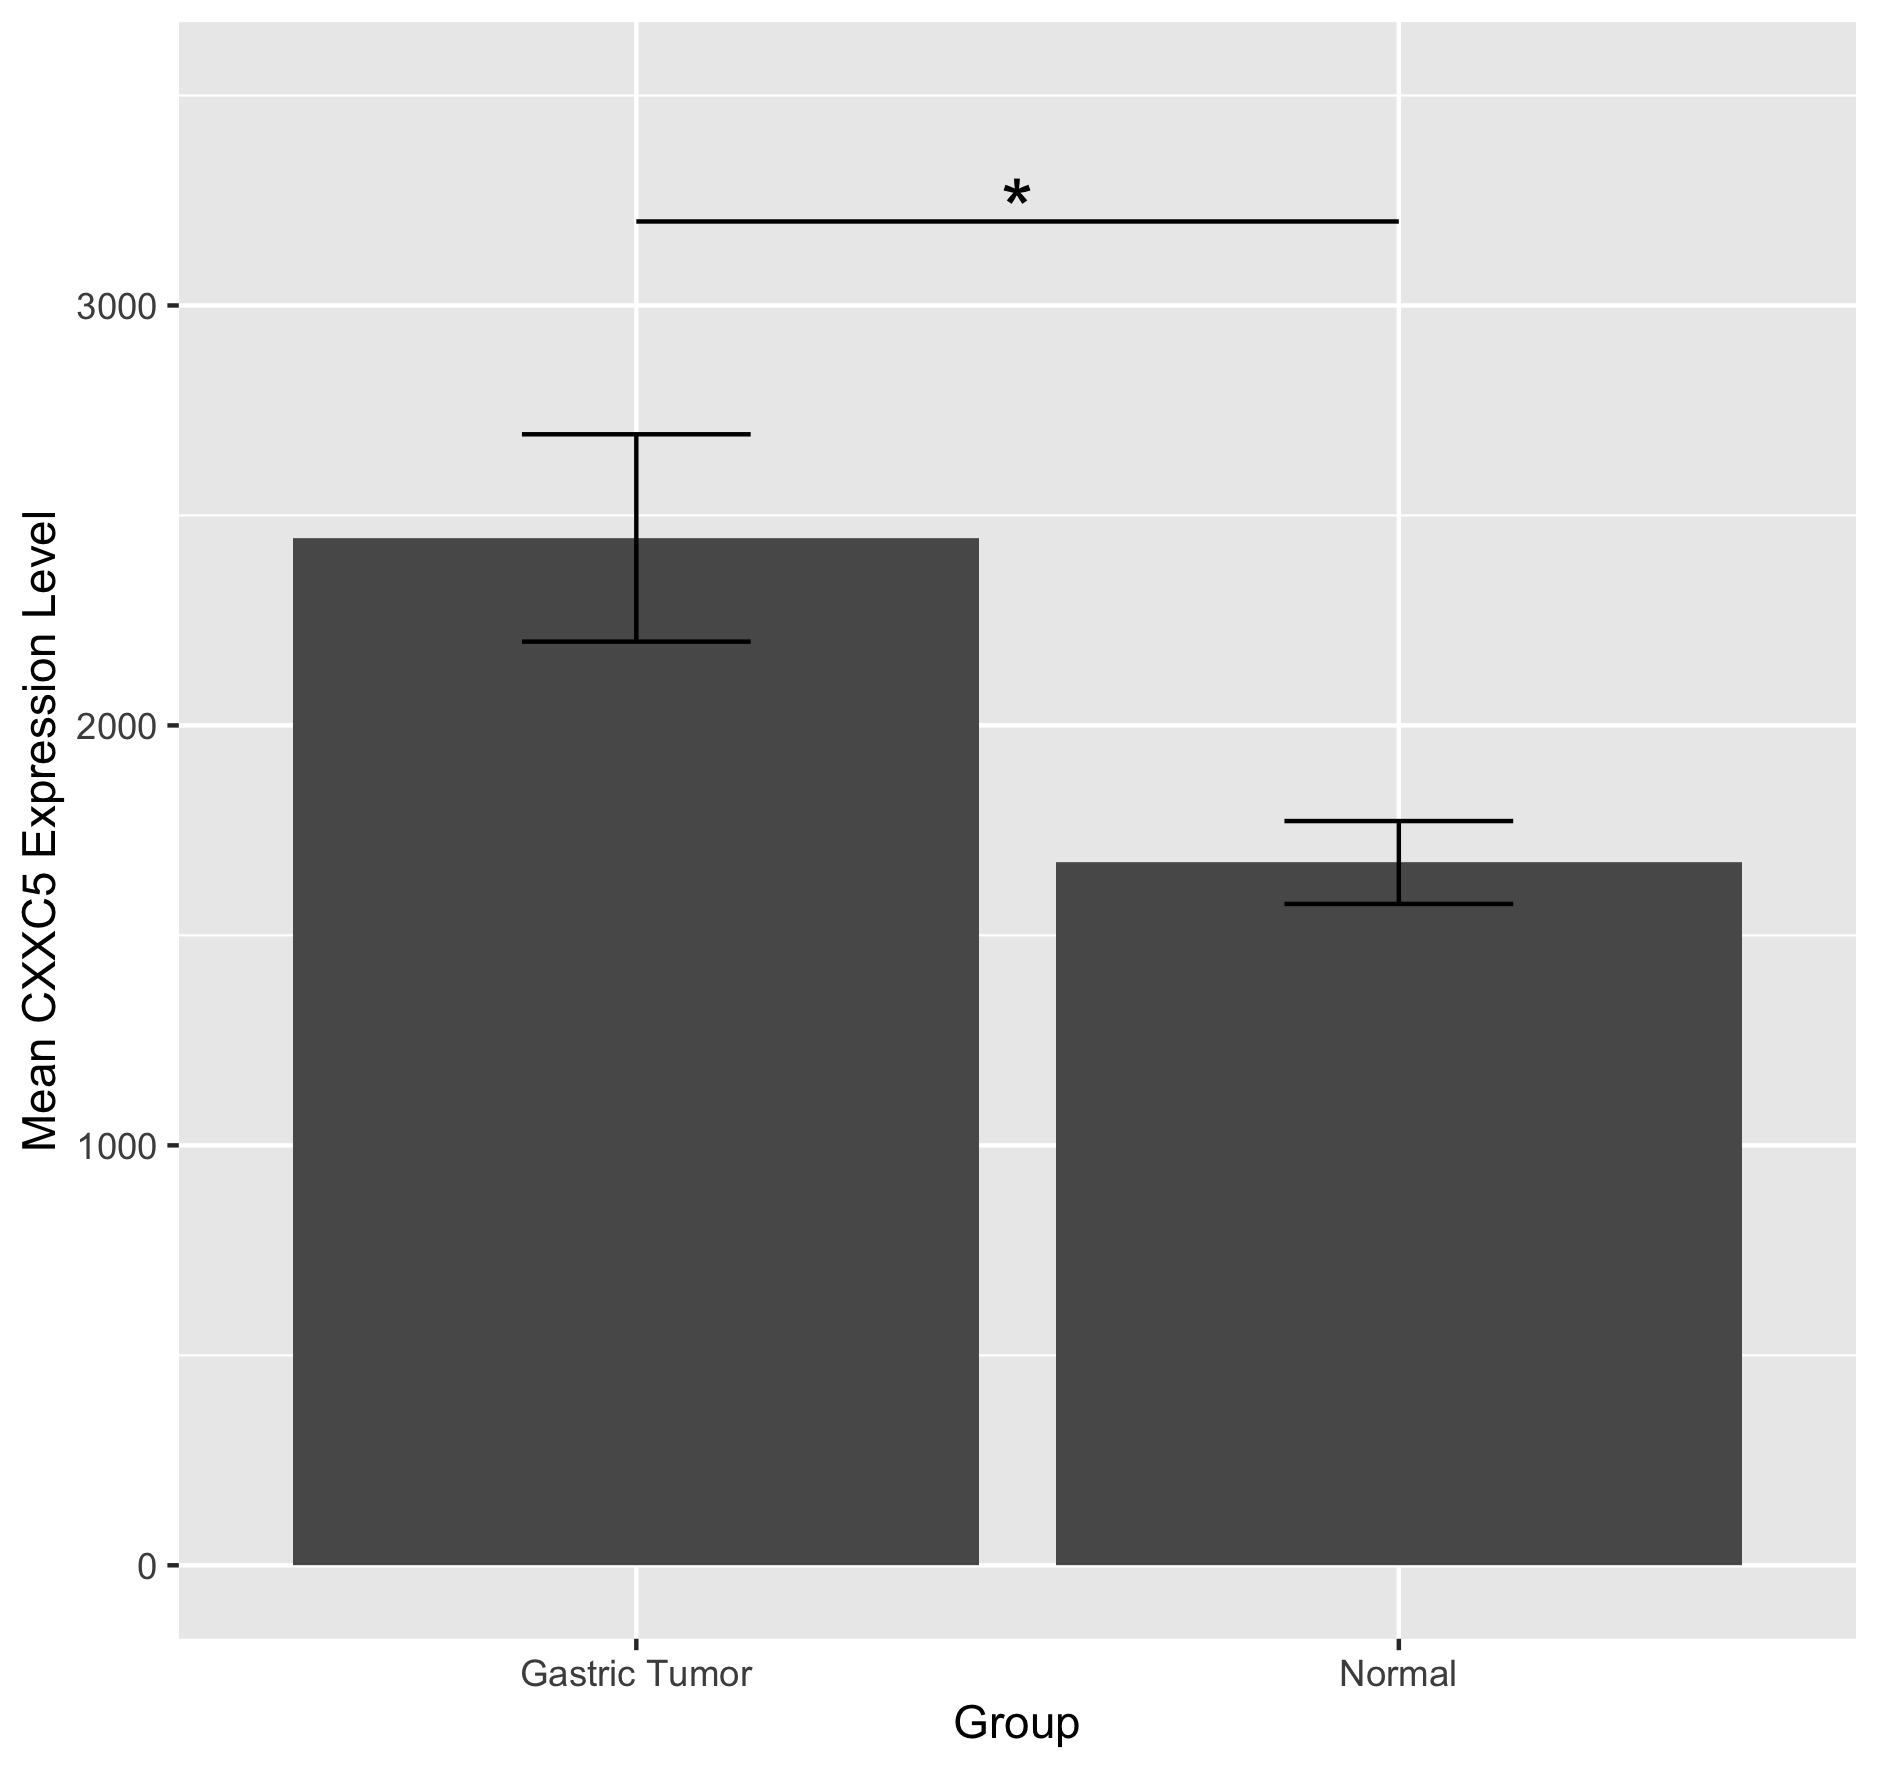 *
3000
2000
1000
0
Mean CXXC5 Expression Level
Gastric Tumor
Normal
Group